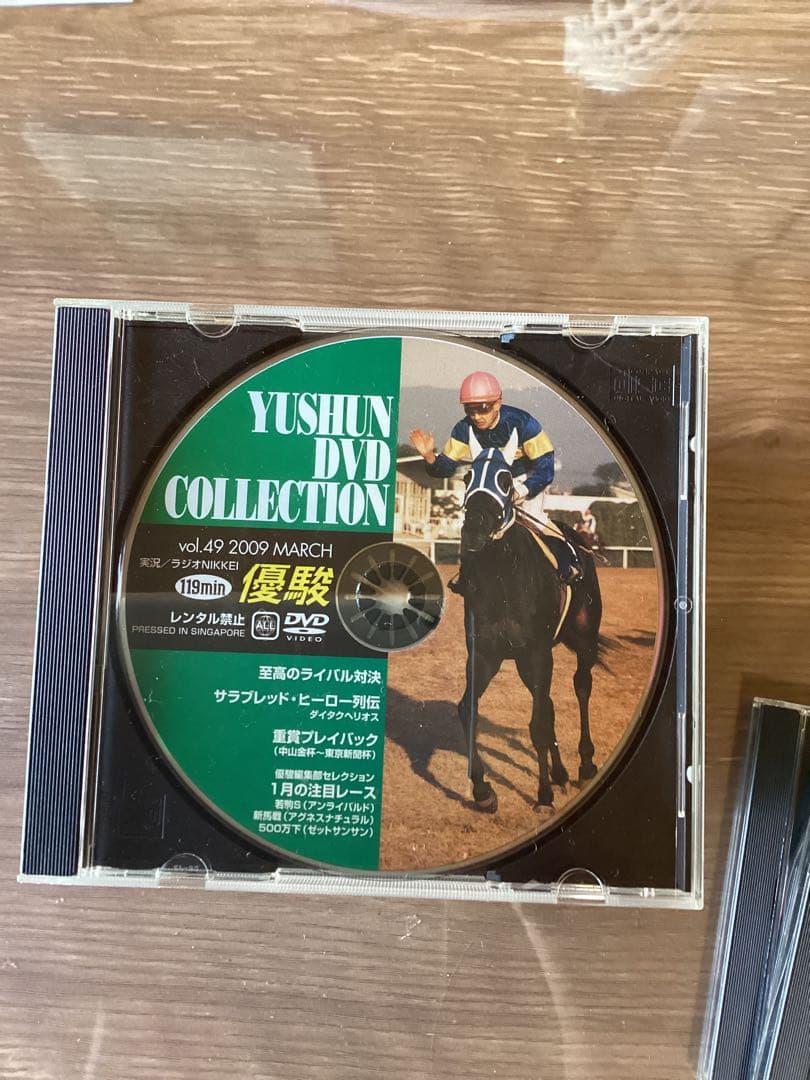 YUSHUN
DVD
COLLECTION
vol.49 2009 MARCH
実況／ラジオNIKKEI
119min 優駿
レンタル禁止 ALL DVD
PRESSED IN SINGAPORE VIDEO
至高のライバル対決
サラブレッド・ヒーロー列伝
ダイタクヘリオス
重賞プレイバック
（中山金杯〜東京新聞杯）
優駿編集部セレクション
1月の注目レース
若駒S（アンライバルド）
新馬戦（アグネスナチュラル）
500万下（ゼットサンサン）
COMPACT
disc
DIGITAL AUDIO